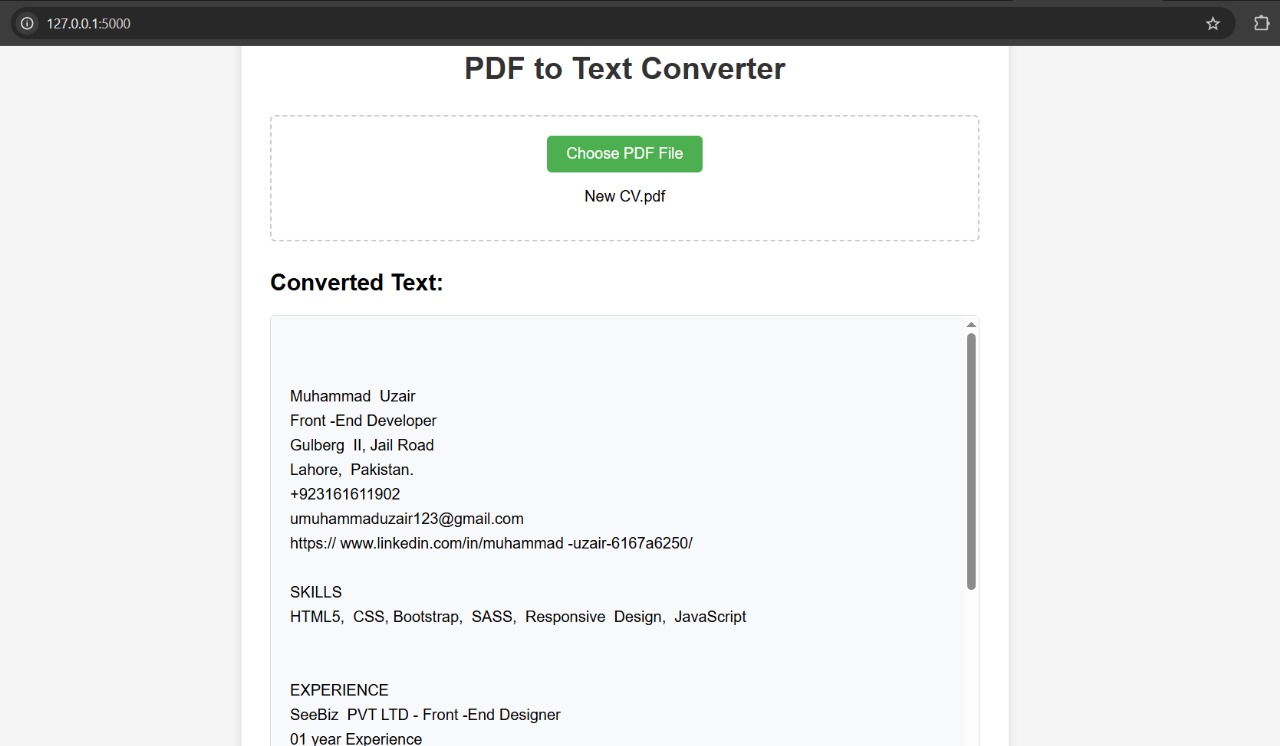 127.0.0.1:5000
PDF to Text Converter
Choose PDF File
New CV.pdf
Converted Text:
Muhammad  Uzair
Front -End Developer
Gulberg  II, Jail Road
Lahore,  Pakistan.
+923161611902
umuhammaduzair123@gmail.com
https:// www.linkedin.com/in/muhammad -uzair-6167a6250/
SKILLS
HTML5,  CSS, Bootstrap,  SASS,  Responsive  Design,  JavaScript
EXPERIENCE
SeeBiz  PVT LTD - Front -End Designer
01 year Experience